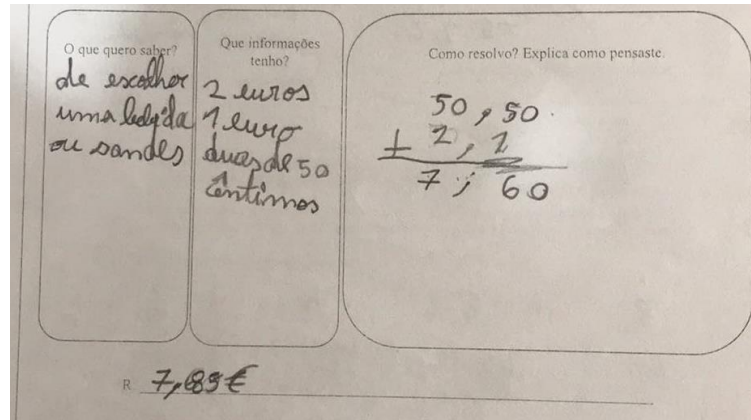 O que quero saber?
de escolher
uma bebida
ou sandes
Que informações
tenho?
2 euros
1 euro
duas de 50
cêntimos
Como resolvo? Explica como pensaste.
50,50
+ 2,1
7,60
R. 7,89€